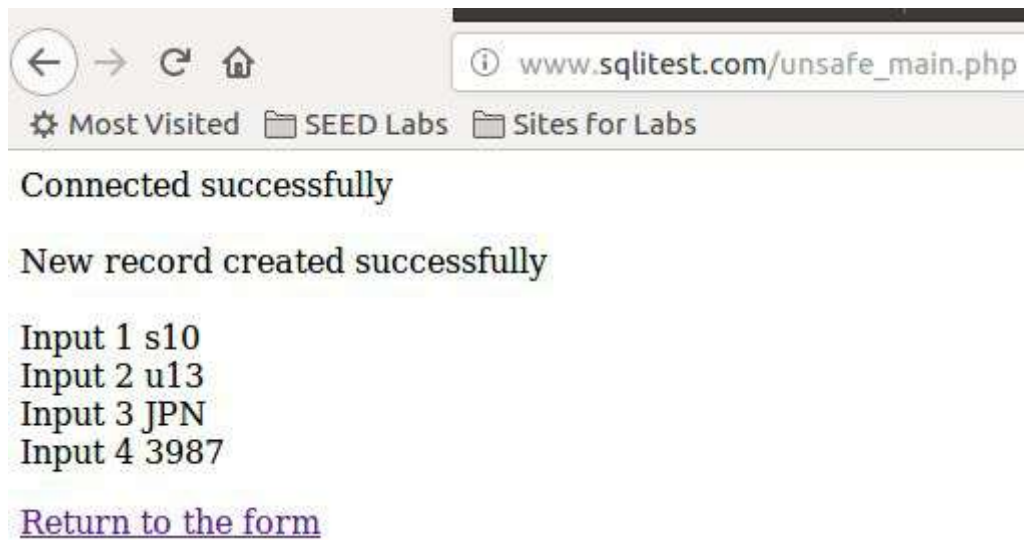 www.sqlitest.com/unsafe_main.php
Most Visited SEED Labs Sites for Labs
Connected successfully
New record created successfully
Input 1 s10
Input 2 u13
Input 3 JPN
Input 4 3987
Return to the form